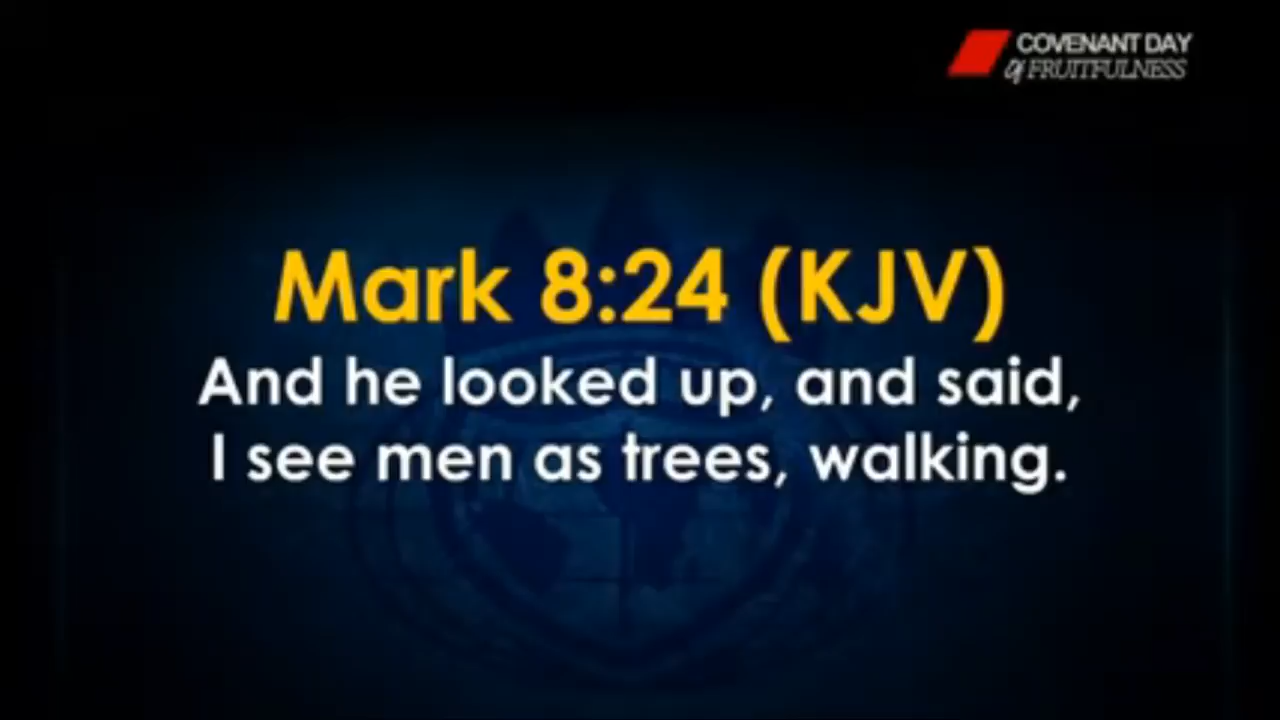 COVENANT DAY
Of FRUITFULNESS
Mark 8:24 (KJV)
And he looked up, and said,
I see men as trees, walking.